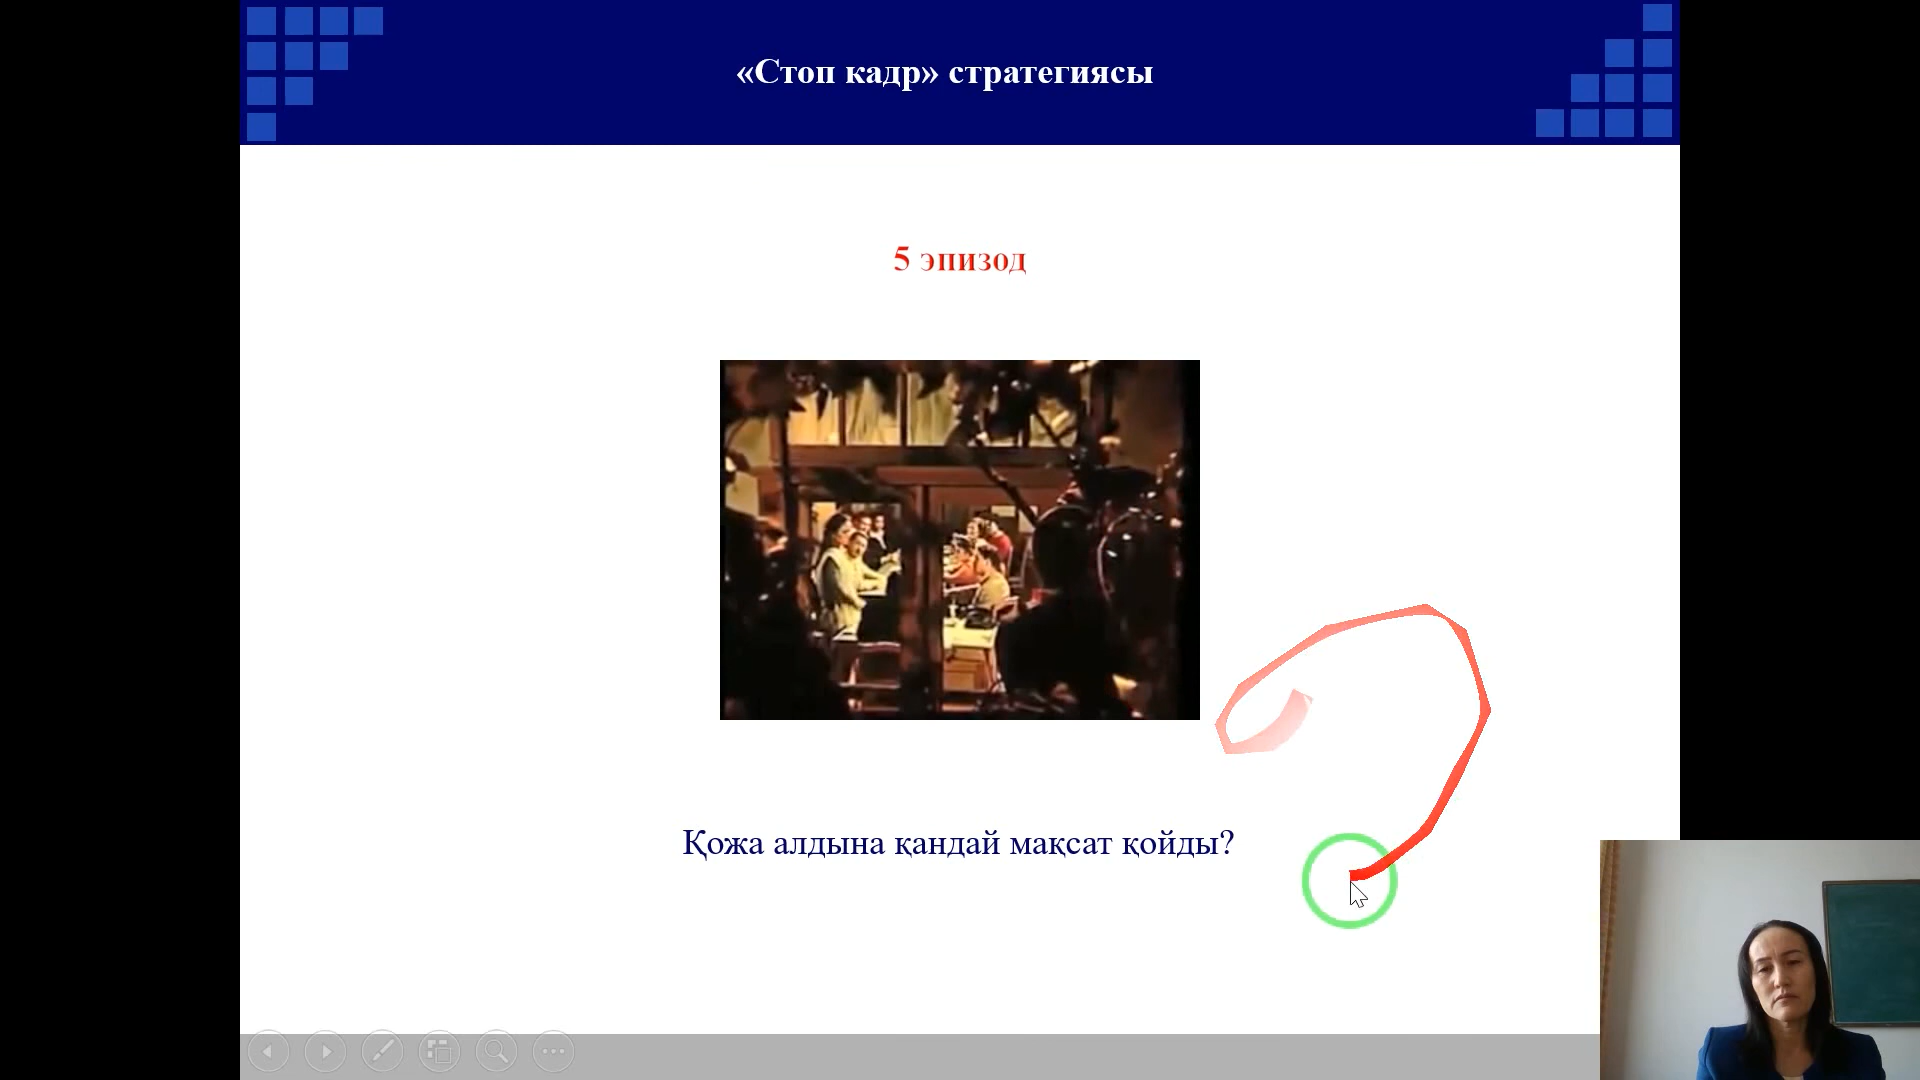 «Стоп кадр» стратегиясы
5 эпизод
Қожа алдына қандай мақсат қойды?